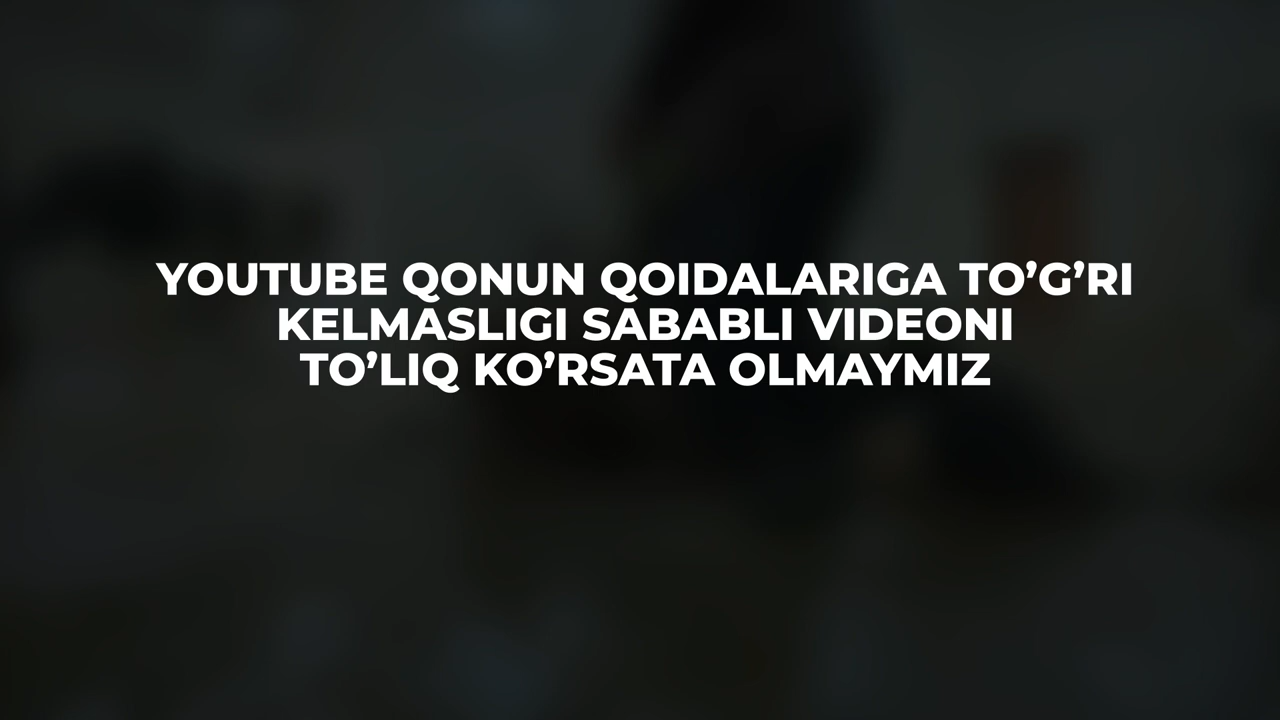 YOUTUBE QONUN QOIDALARIGA TO’G’RI
KELMASLIGI SABABLI VIDEONI
TO’LIQ KO’RSATA OLMAYMIZ